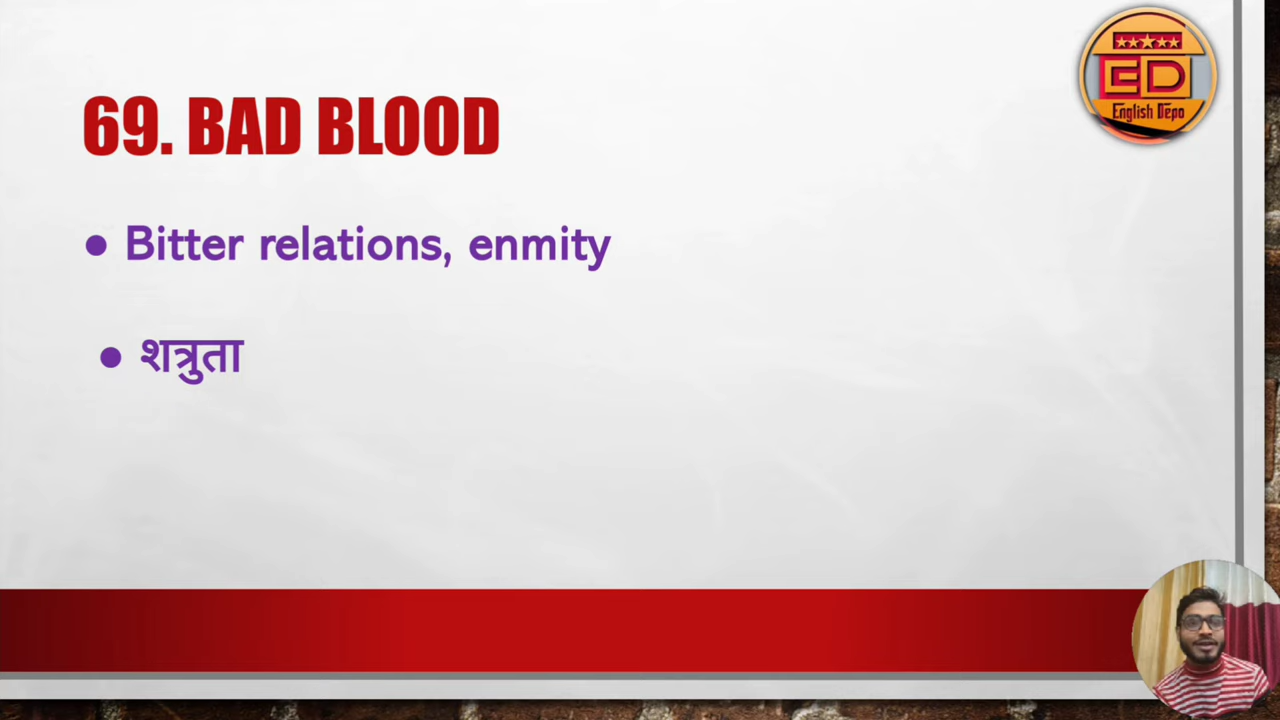 ED
English Depo
69. BAD BLOOD
• Bitter relations, enmity
• शत्रुता